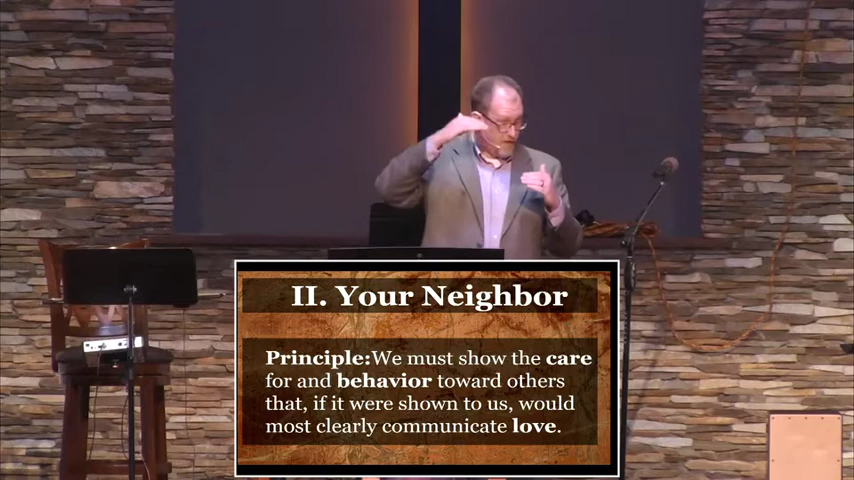 II. Your Neighbor
Principle:We must show the care
for and behavior toward others
that, if it were shown to us, would
most clearly communicate love.